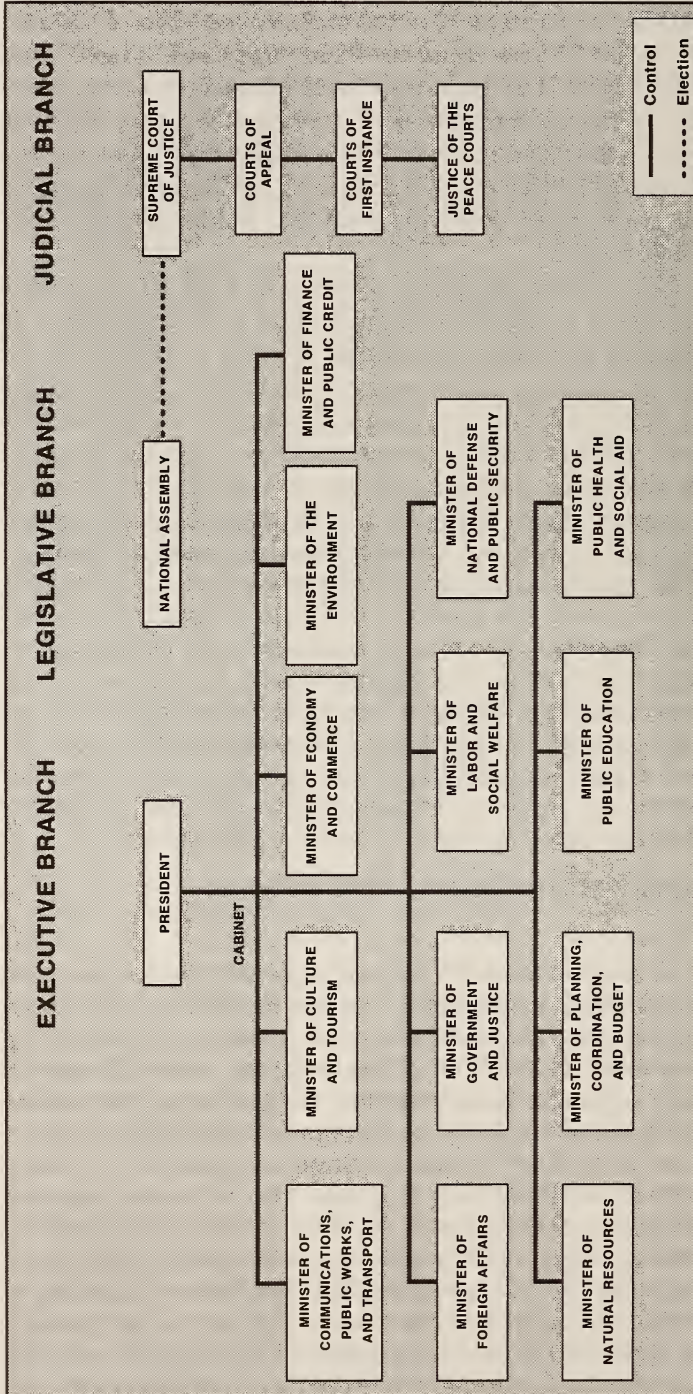 EXECUTIVE BRANCH
LEGISLATIVE BRANCH
JUDICIAL BRANCH
PRESIDENT
NATIONAL ASSEMBLY
SUPREME COURT
OF JUSTICE
COURTS OF
APPEAL
COURTS OF
FIRST INSTANCE
JUSTICE OF THE
PEACE COURTS
CABINET
MINISTER OF
COMMUNICATIONS,
PUBLIC WORKS,
AND TRANSPORT
MINISTER OF CULTURE
AND TOURISM
MINISTER OF ECONOMY
AND COMMERCE
MINISTER OF THE
ENVIRONMENT
MINISTER OF FINANCE
AND PUBLIC CREDIT
MINISTER OF
FOREIGN AFFAIRS
MINISTER OF
GOVERNMENT
AND JUSTICE
MINISTER OF
LABOR AND
SOCIAL WELFARE
MINISTER OF
NATIONAL DEFENSE
AND PUBLIC SECURITY
MINISTER OF
NATURAL RESOURCES
MINISTER OF PLANNING,
COORDINATION,
AND BUDGET
MINISTER OF
PUBLIC EDUCATION
MINISTER OF
PUBLIC HEALTH
AND SOCIAL AID
Control
Election